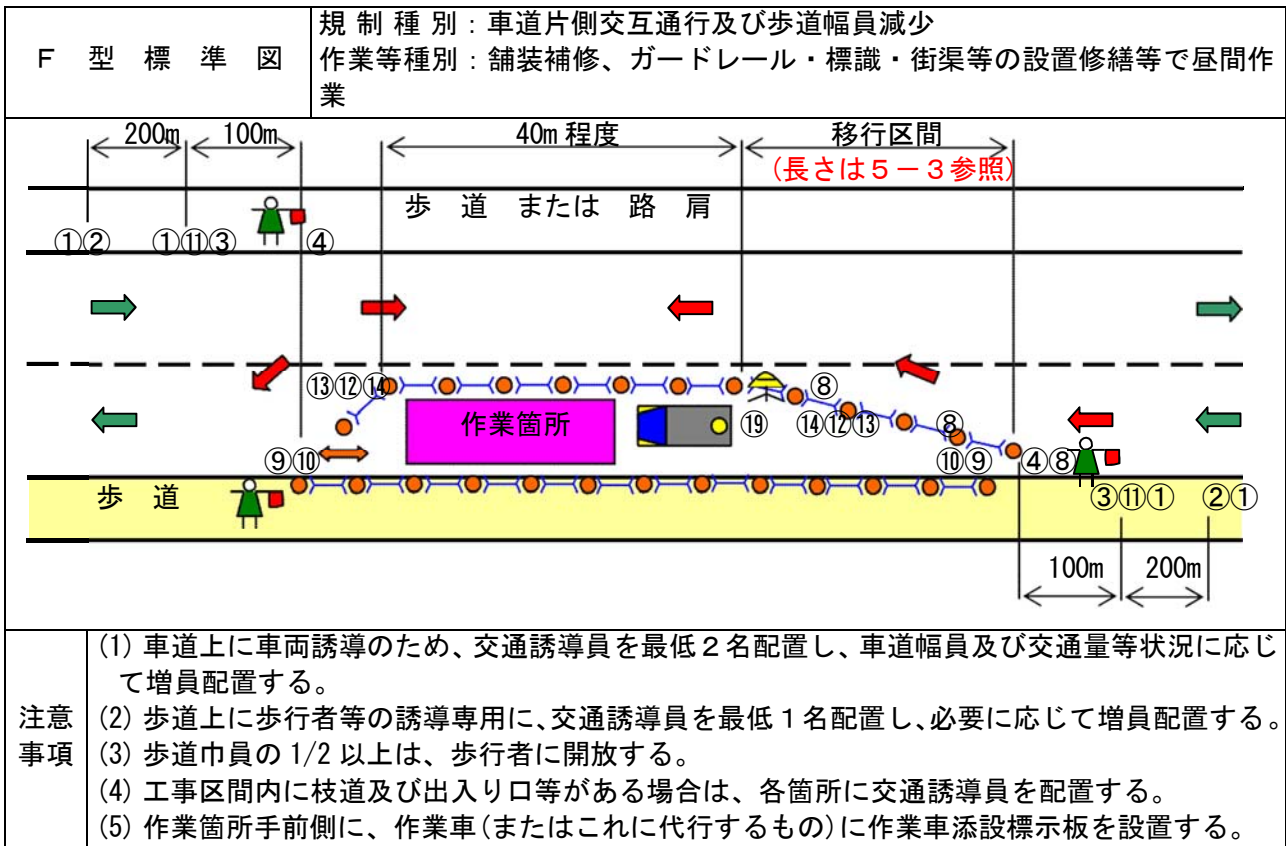 F 型 標 準 図
規 制 種 別：車道片側交互通行及び歩道幅員減少
作業等種別：舗装補修、ガードレール・標識・街渠等の設置修繕等で昼間作
業
200m
100m
40m 程度
移行区間
(長さは５－３参照)
歩 道 または 路 肩
①②
①⑪③
④
⑬⑫⑭
⑧
作業箇所
⑲
⑭⑫⑬
⑧
⑨⑩
⑩⑨
④⑧
歩 道
③⑪①
②①
100m
200m
注意
事項
(1) 車道上に車両誘導のため、交通誘導員を最低２名配置し、車道幅員及び交通量等状況に応じ
て増員配置する。
(2) 歩道上に歩行者等の誘導専用に、交通誘導員を最低１名配置し、必要に応じて増員配置する。
(3) 歩道巾員の 1/2 以上は、歩行者に開放する。
(4) 工事区間内に枝道及び出入り口等がある場合は、各箇所に交通誘導員を配置する。
(5) 作業箇所手前側に、作業車(またはこれに代行するもの)に作業車添設標示板を設置する。